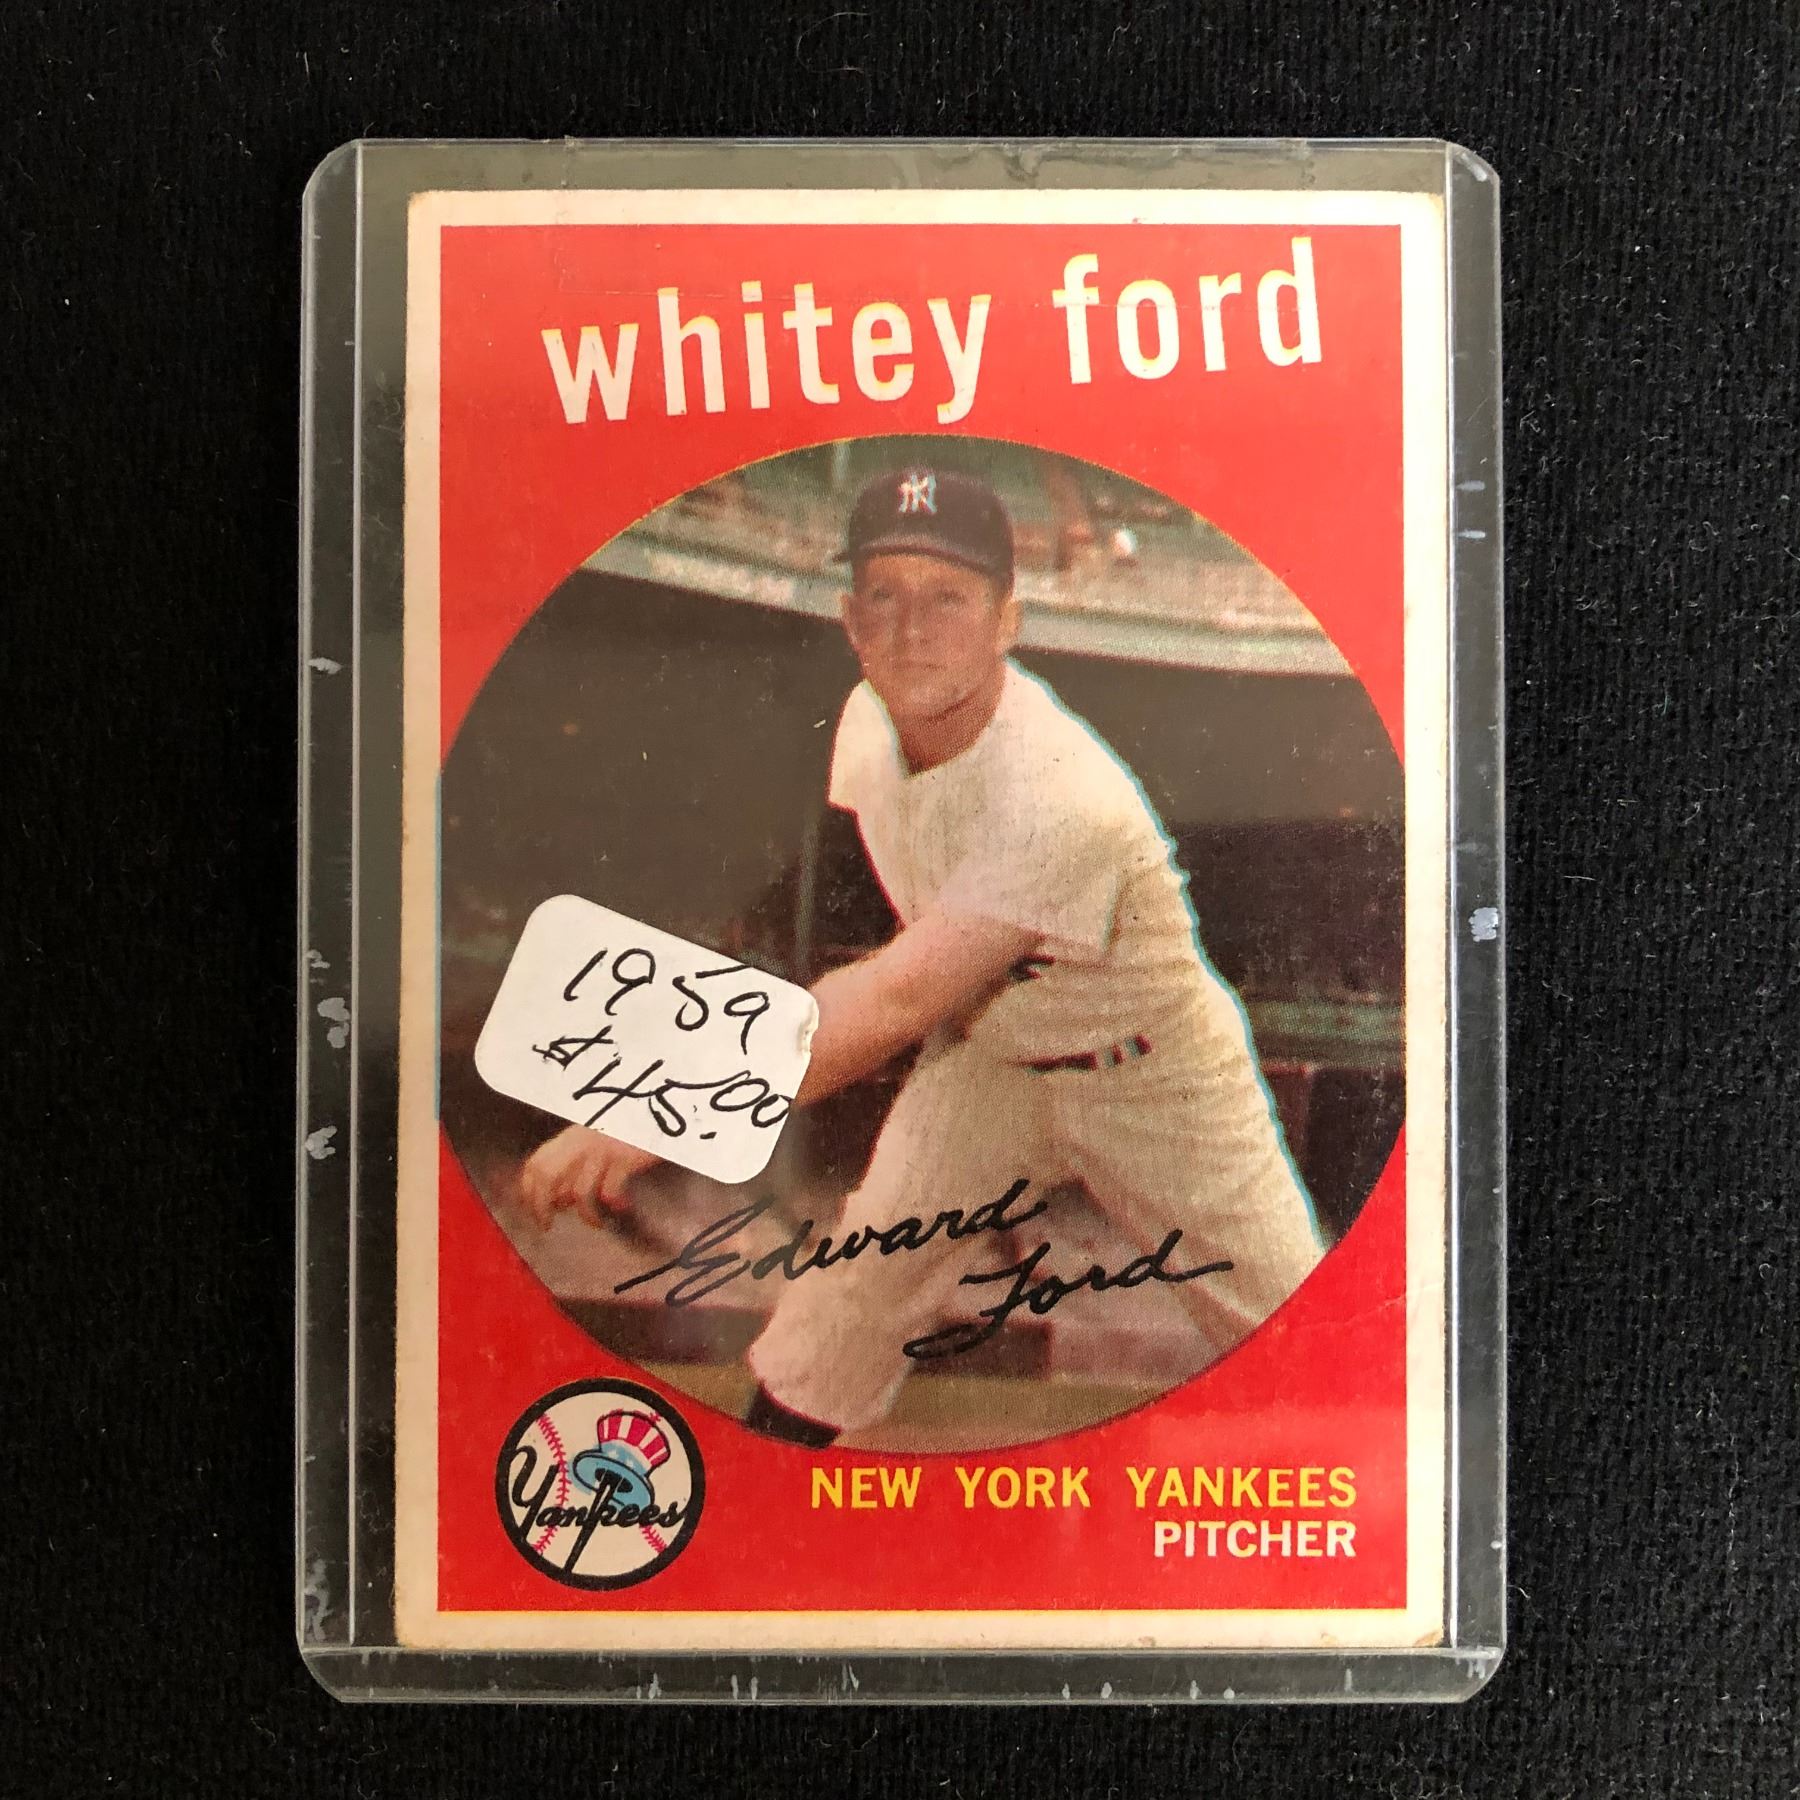 whitey ford
1959
$45.00
Edward
Ford
Yankees
NEW YORK YANKEES
PITCHER